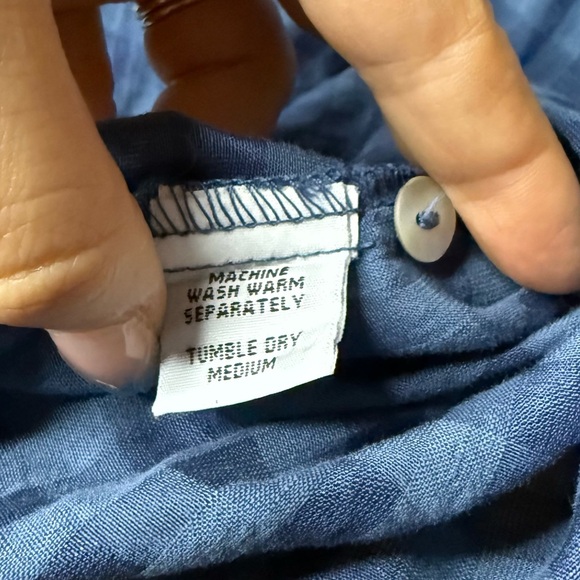 MACHINE
WASH WARM
SEPARATELY
TUMBLE DRY
MEDIUM